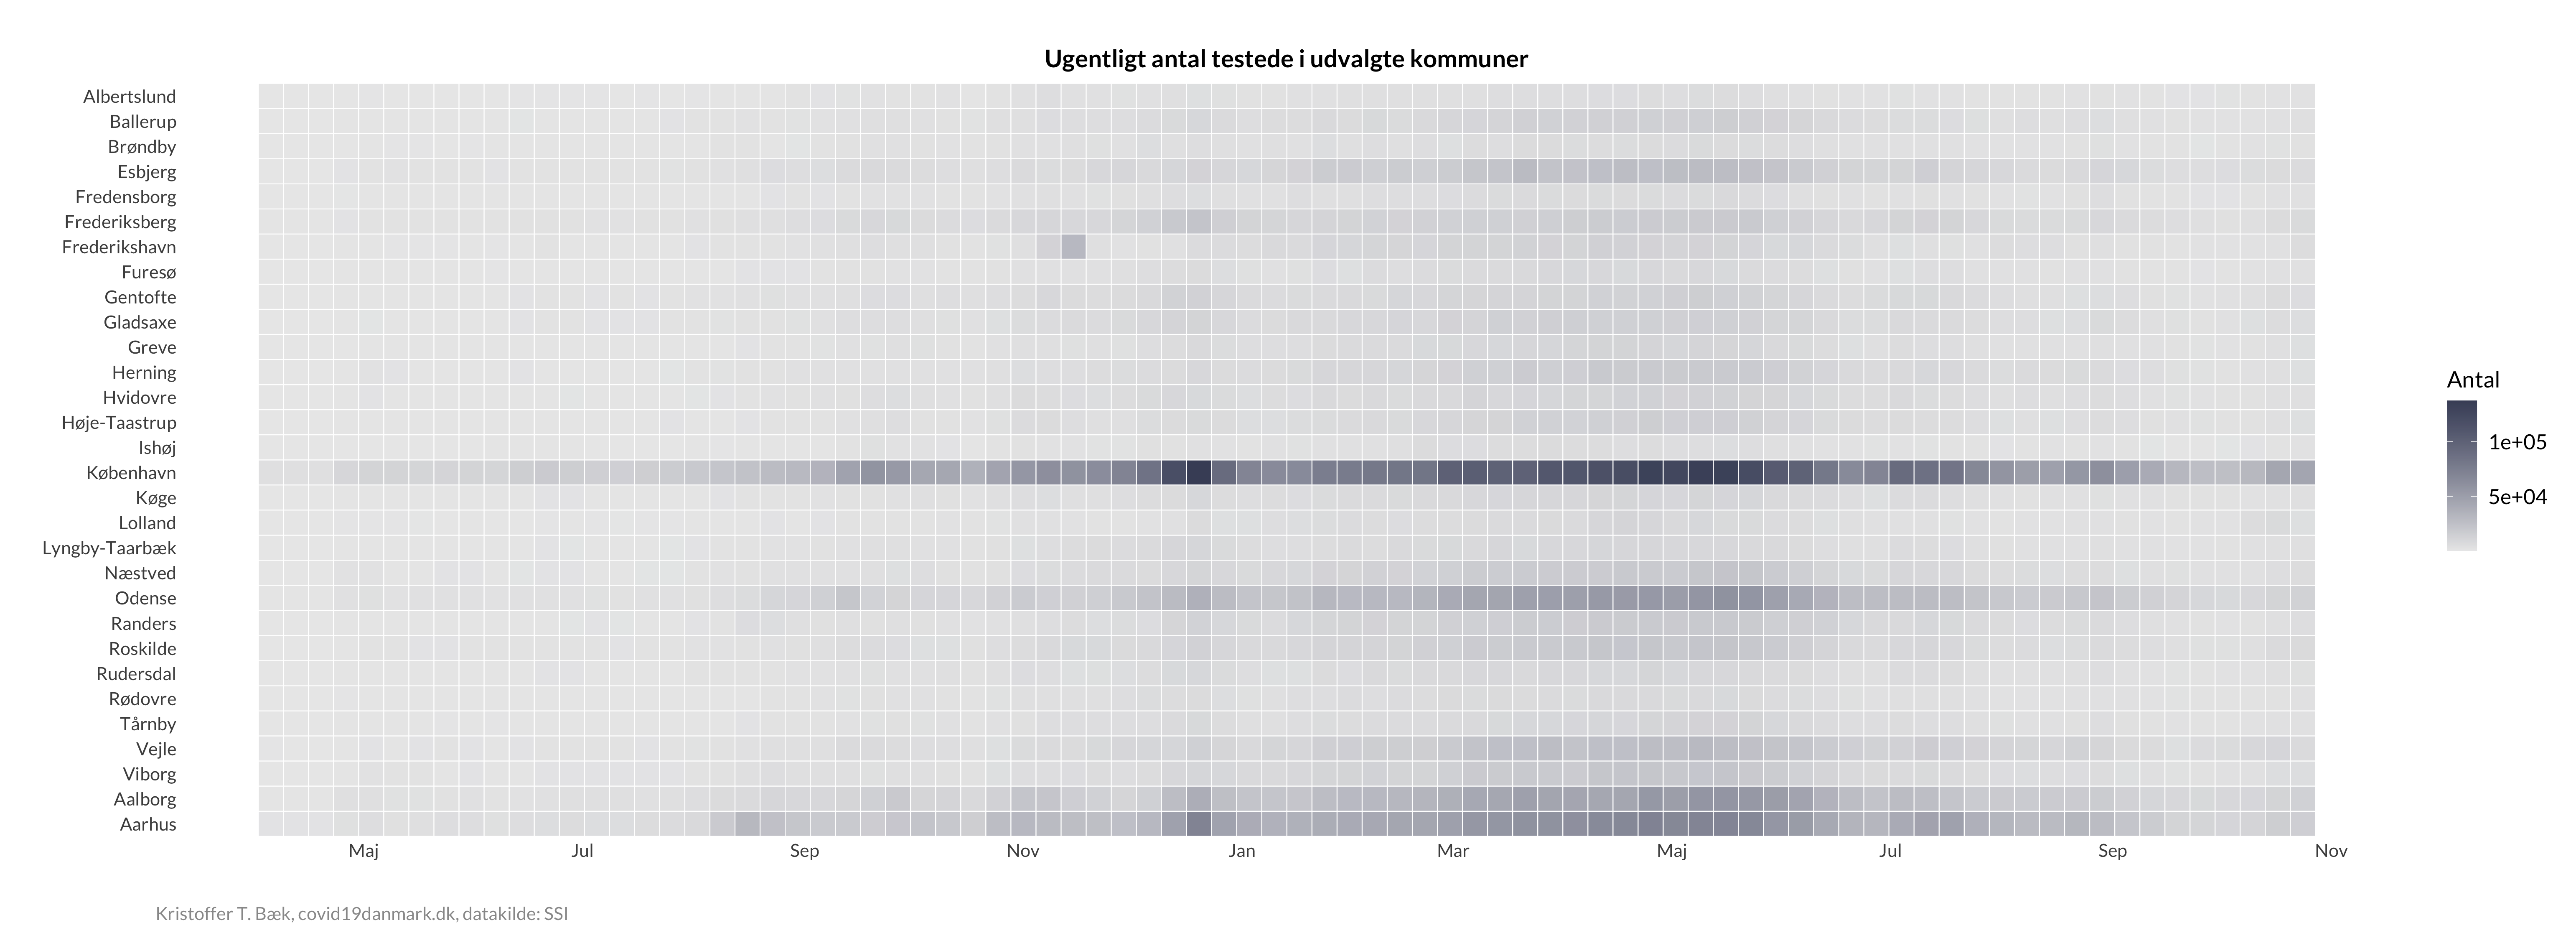 Ugentligt antal testede i udvalgte kommuner
Albertslund
Ballerup
Brøndby
Esbjerg
Fredensborg
Frederiksberg
Frederikshavn
Furesø
Gentofte
Gladsaxe
Greve
Herning
Hvidovre
Høje-Taastrup
Ishøj
København
Køge
Lolland
Lyngby-Taarbæk
Næstved
Odense
Randers
Roskilde
Rudersdal
Rødovre
Tårnby
Vejle
Viborg
Aalborg
Aarhus
Maj Jul Sep Nov Jan Mar Maj Jul Sep Nov
Antal
1e+05
5e+04
Kristoffer T. Bæk, covid19danmark.dk, datakilde: SSI